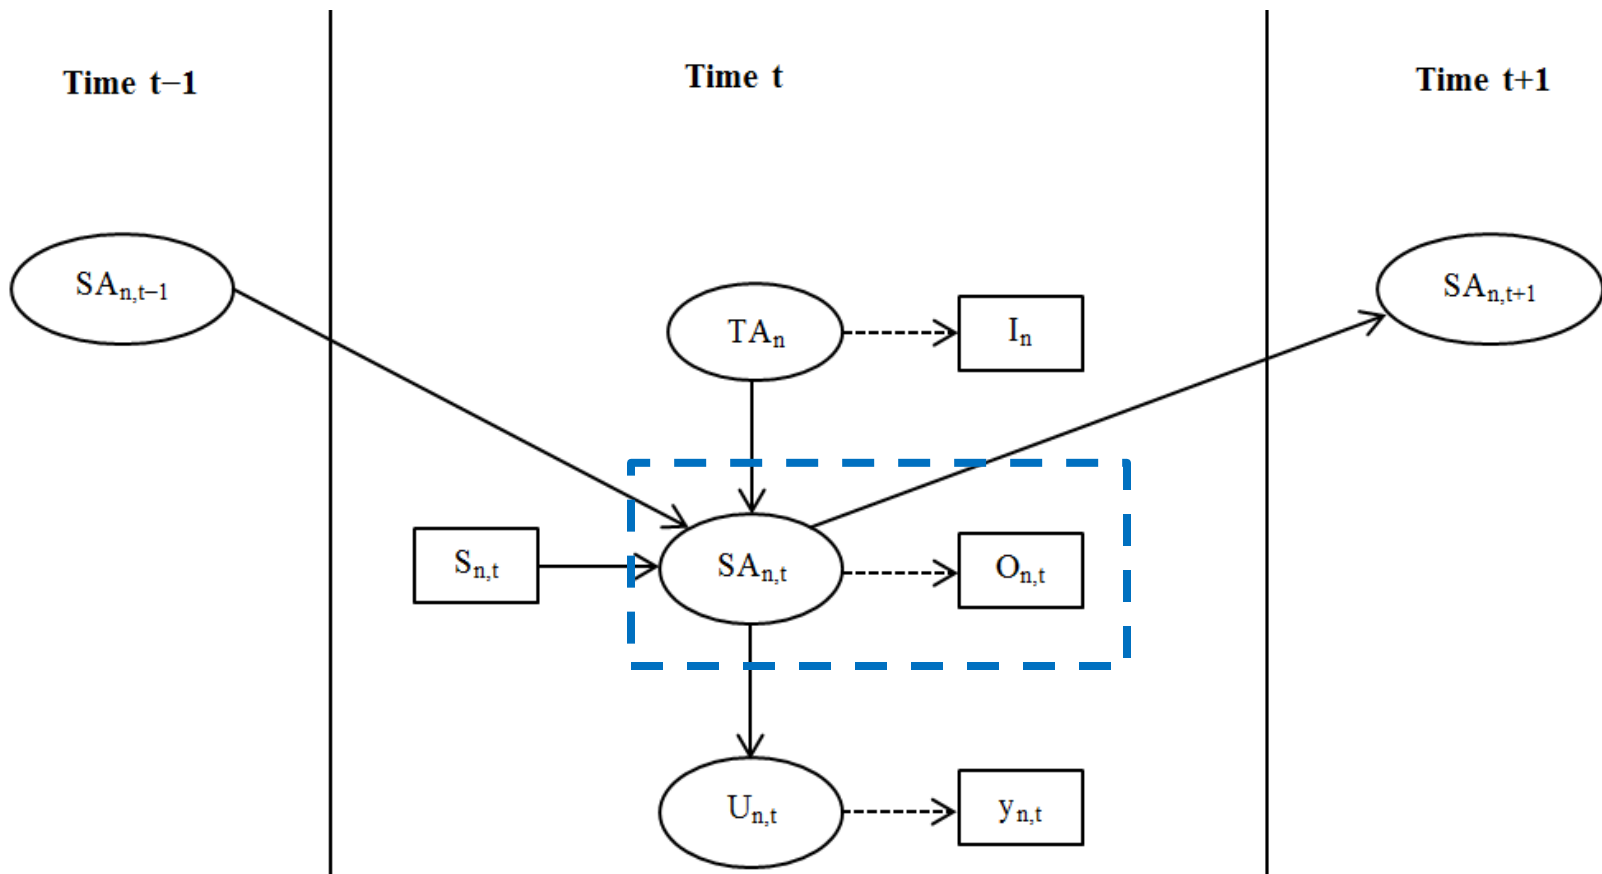 Time t–1
Time t
Time t+1
SAn,t–1
SAn,t+1
TAn
In
Sn,t
SAn,t
On,t
Un,t
yn,t